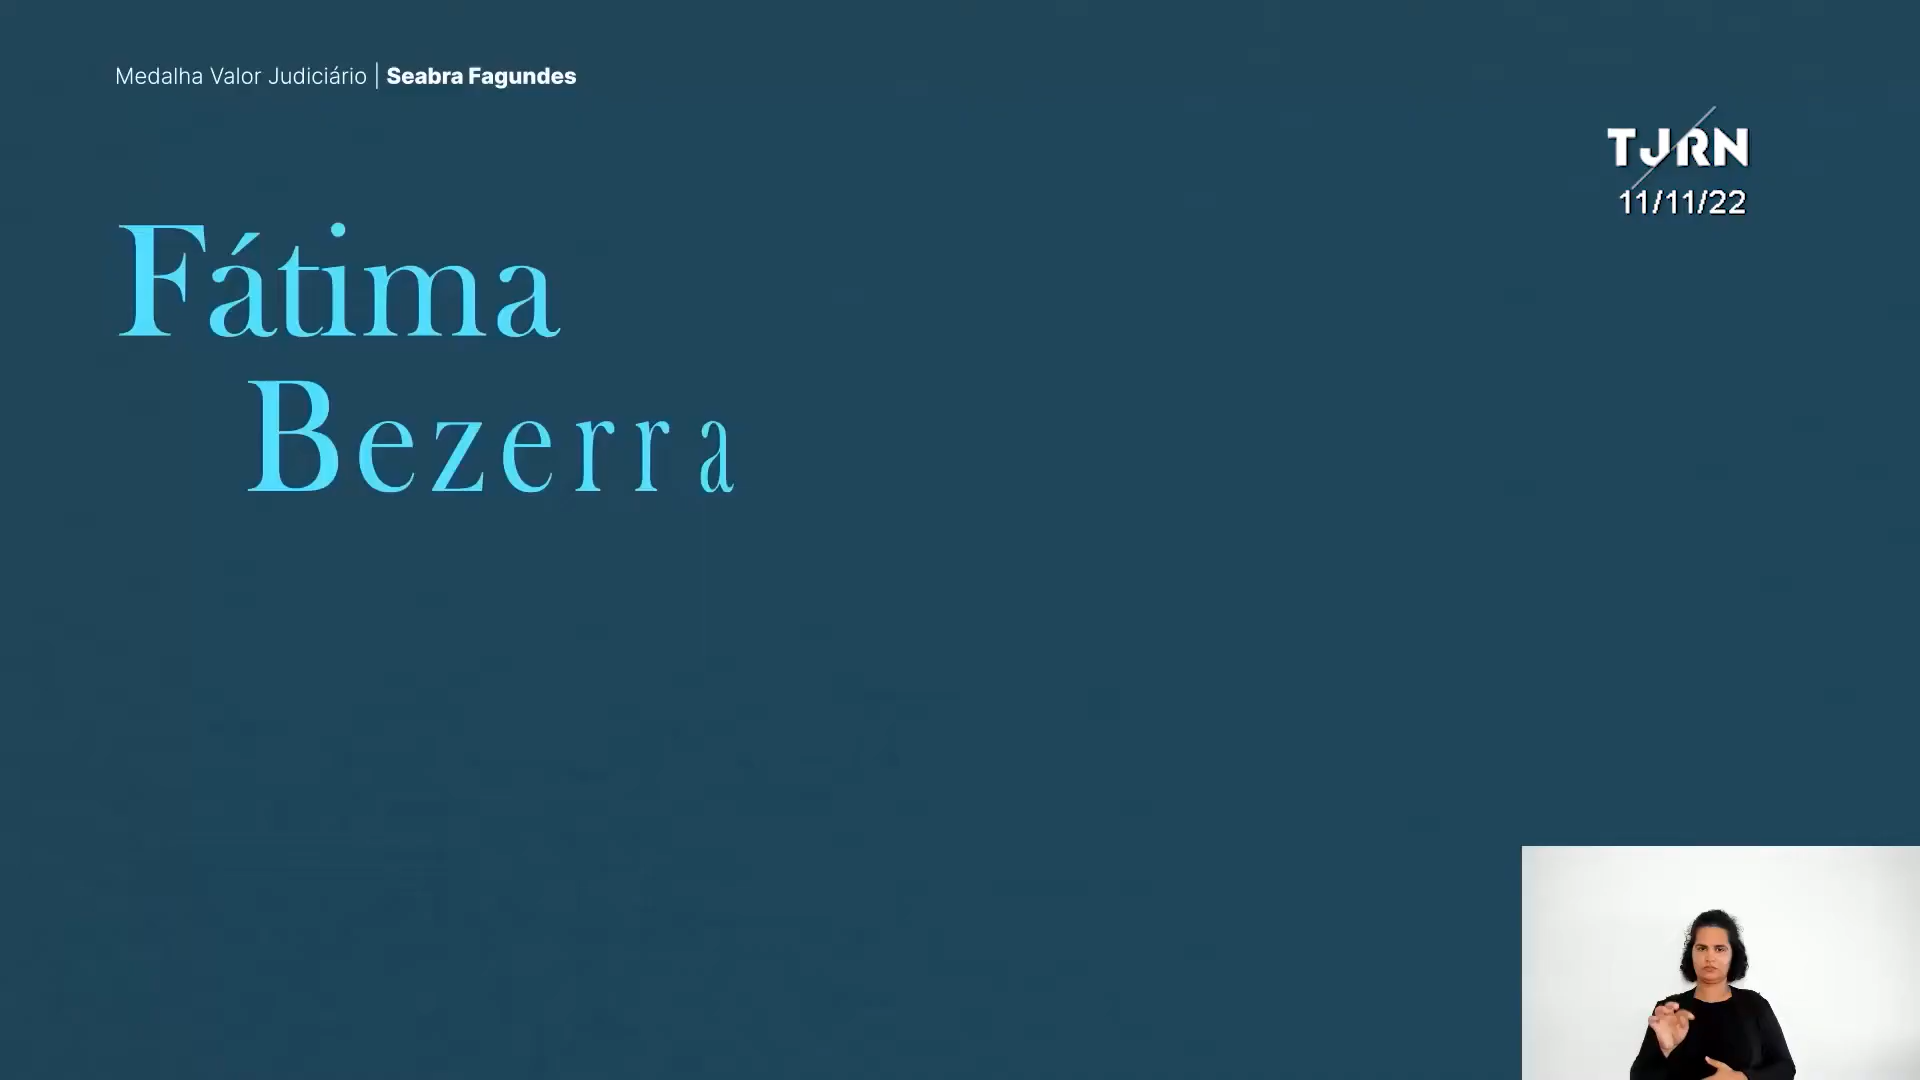 Medalha Valor Judiciário | Seabra Fagundes
TJRN
11/11/22
Fátima
Bezerra